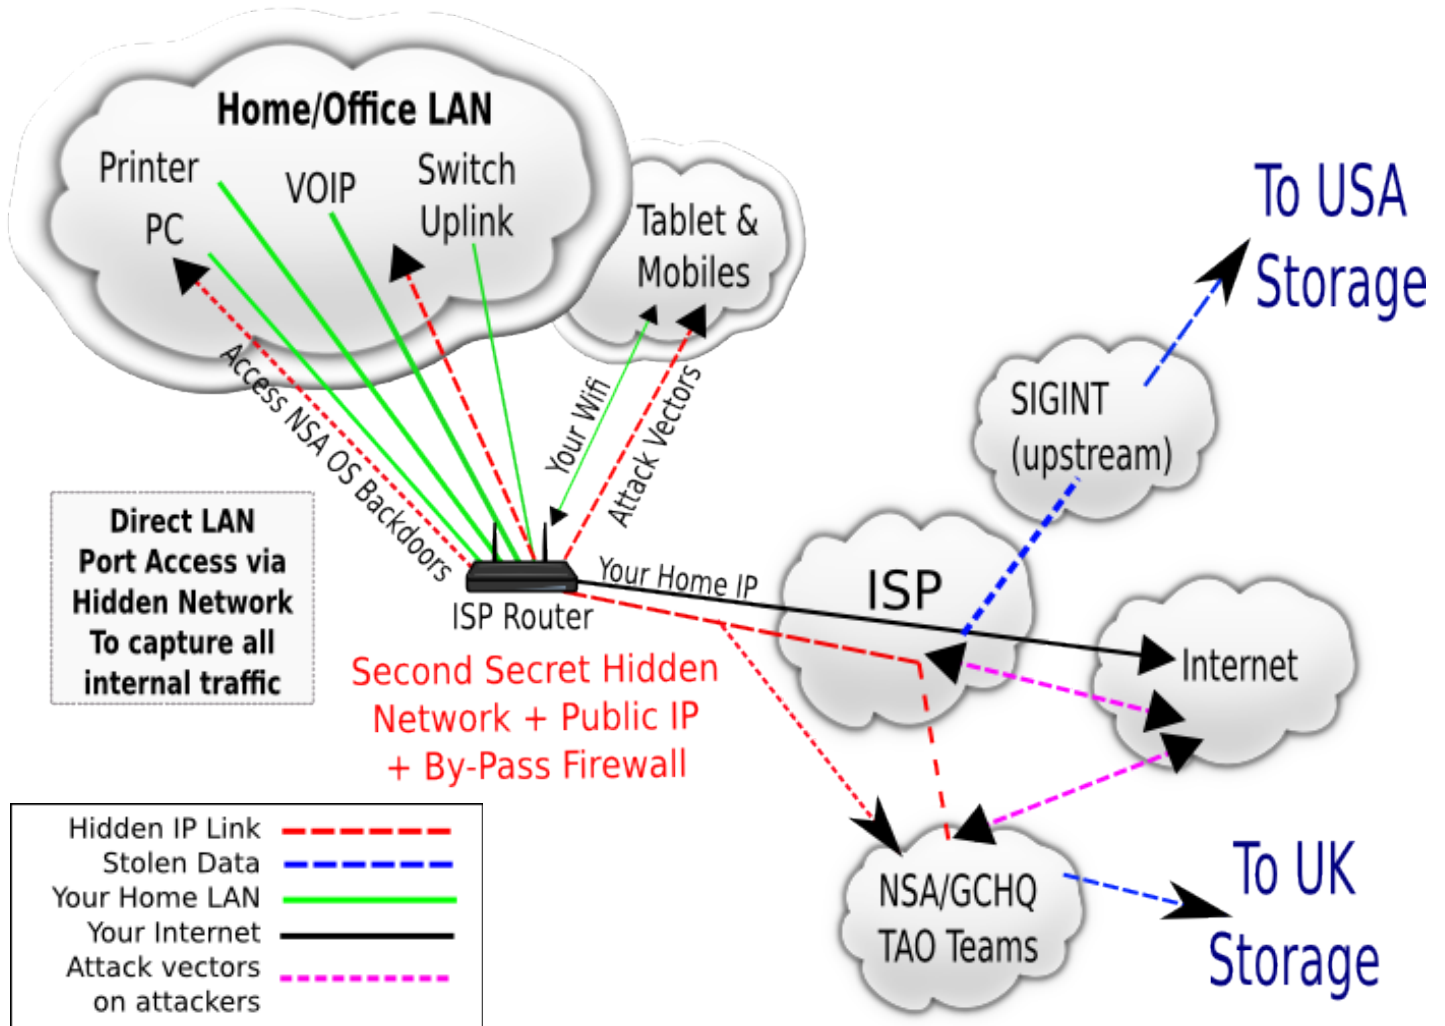 Home/Office LAN
Printer
VOIP
Switch
Uplink
PC
Tablet &
Mobiles
To USA
Storage
SIGINT
(upstream)
Access NSA OS Backdoors
Your Wifi
Attack Vectors
Direct LAN
Port Access via
Hidden Network
To capture all
internal traffic
ISP Router
Your Home IP
ISP
Internet
Second Secret Hidden
Network + Public IP
+ By-Pass Firewall
NSA/GCHQ
TAO Teams
To UK
Storage
Hidden IP Link
Stolen Data
Your Home LAN
Your Internet
Attack vectors
on attackers